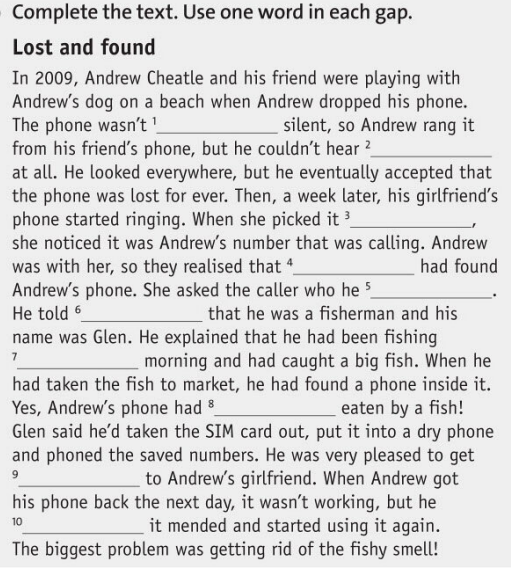 Complete the text. Use one word in each gap.
Lost and found
In 2009, Andrew Cheatle and his friend were playing with
Andrew's dog on a beach when Andrew dropped his phone.
The phone wasn't ¹____________ silent, so Andrew rang it
from his friend's phone, but he couldn't hear ²____________
at all. He looked everywhere, but he eventually accepted that
the phone was lost for ever. Then, a week later, his girlfriend's
phone started ringing. When she picked it ³____________,
she noticed it was Andrew's number that was calling. Andrew
was with her, so they realised that ⁴____________ had found
Andrew's phone. She asked the caller who he ⁵____________.
He told ⁶____________ that he was a fisherman and his
name was Glen. He explained that he had been fishing
⁷____________ morning and had caught a big fish. When he
had taken the fish to market, he had found a phone inside it.
Yes, Andrew's phone had ⁸____________ eaten by a fish!
Glen said he'd taken the SIM card out, put it into a dry phone
and phoned the saved numbers. He was very pleased to get
⁹____________ to Andrew's girlfriend. When Andrew got
his phone back the next day, it wasn't working, but he
¹⁰____________ it mended and started using it again.
The biggest problem was getting rid of the fishy smell!